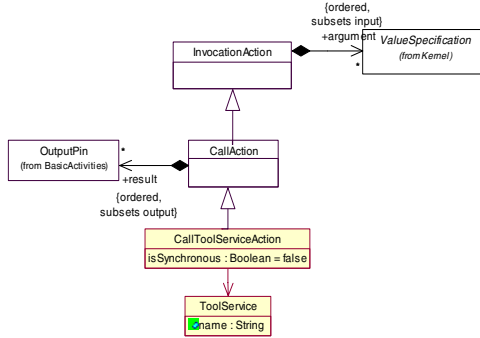 {ordered,
subsets input}
+argument
*
ValueSpecification
(from Kernel)
InvocationAction
OutputPin
(from BasicActivities)
*
+result
{ordered,
subsets output}
CallAction
CallToolServiceAction
isSynchronous : Boolean = false
ToolService
name : String